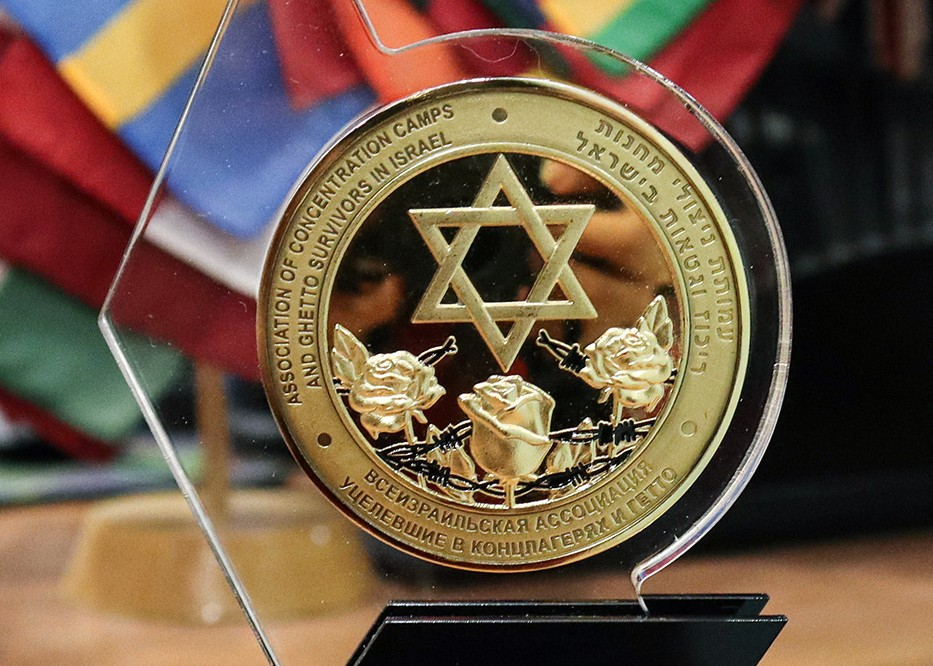 ASSOCIATION OF CONCENTRATION CAMPS
AND GHETTO SURVIVORS IN ISRAEL
עמותת ניצולי מחנות
ריכוז וגטאות בישראל
ВСЕИЗРАИЛЬСКАЯ АССОЦИАЦИЯ
УЦЕЛЕВШИЕ В КОНЦЛАГЕРЯХ И ГЕТТО